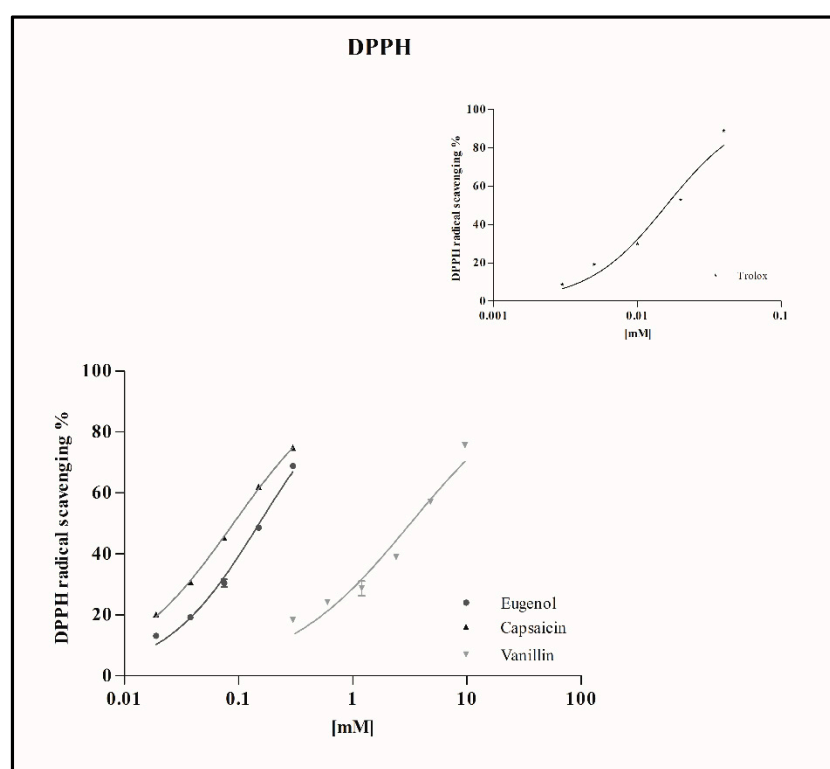 DPPH
100
80
60
40
20
0
DPPH radical scavenging %
Trolox
0.001
0.01
0.1
[mM]
100
80
60
40
20
0
DPPH radical scavenging %
Eugenol
Capsaicin
Vanillin
0.01
0.1
1
10
100
[mM]